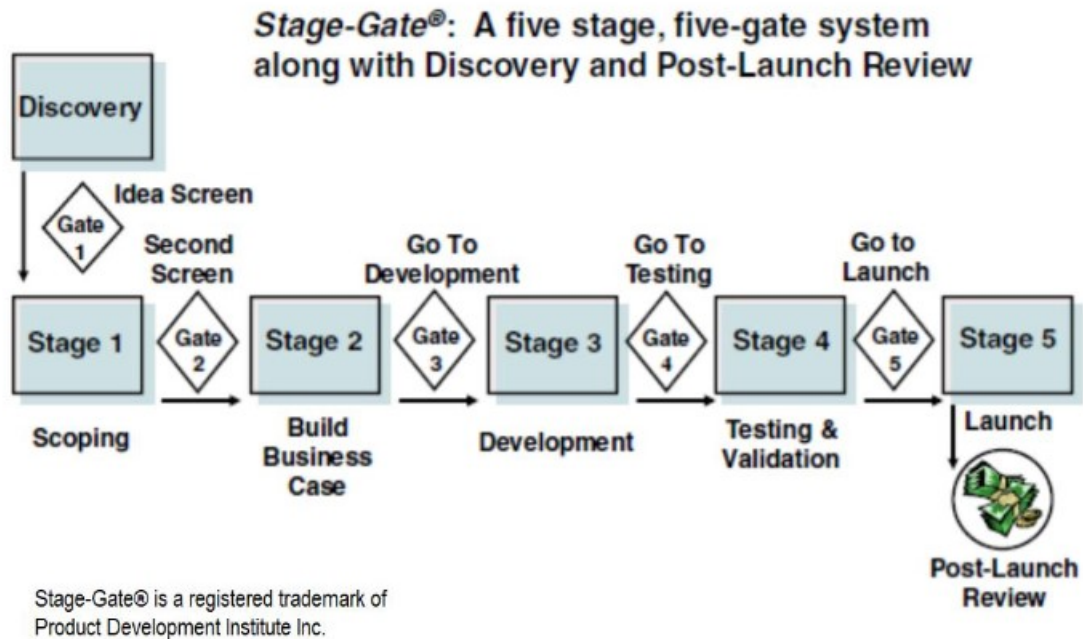 Stage-Gate®: A five stage, five-gate system
along with Discovery and Post-Launch Review
Discovery
Idea Screen
Gate
1
Second
Screen
Go To
Development
Go To
Testing
Go to
Launch
Stage 1
Gate
2
Stage 2
Gate
3
Stage 3
Gate
4
Stage 4
Gate
5
Stage 5
Scoping
Build
Business
Case
Development
Testing &
Validation
Launch
Post-Launch
Review
Stage-Gate® is a registered trademark of
Product Development Institute Inc.